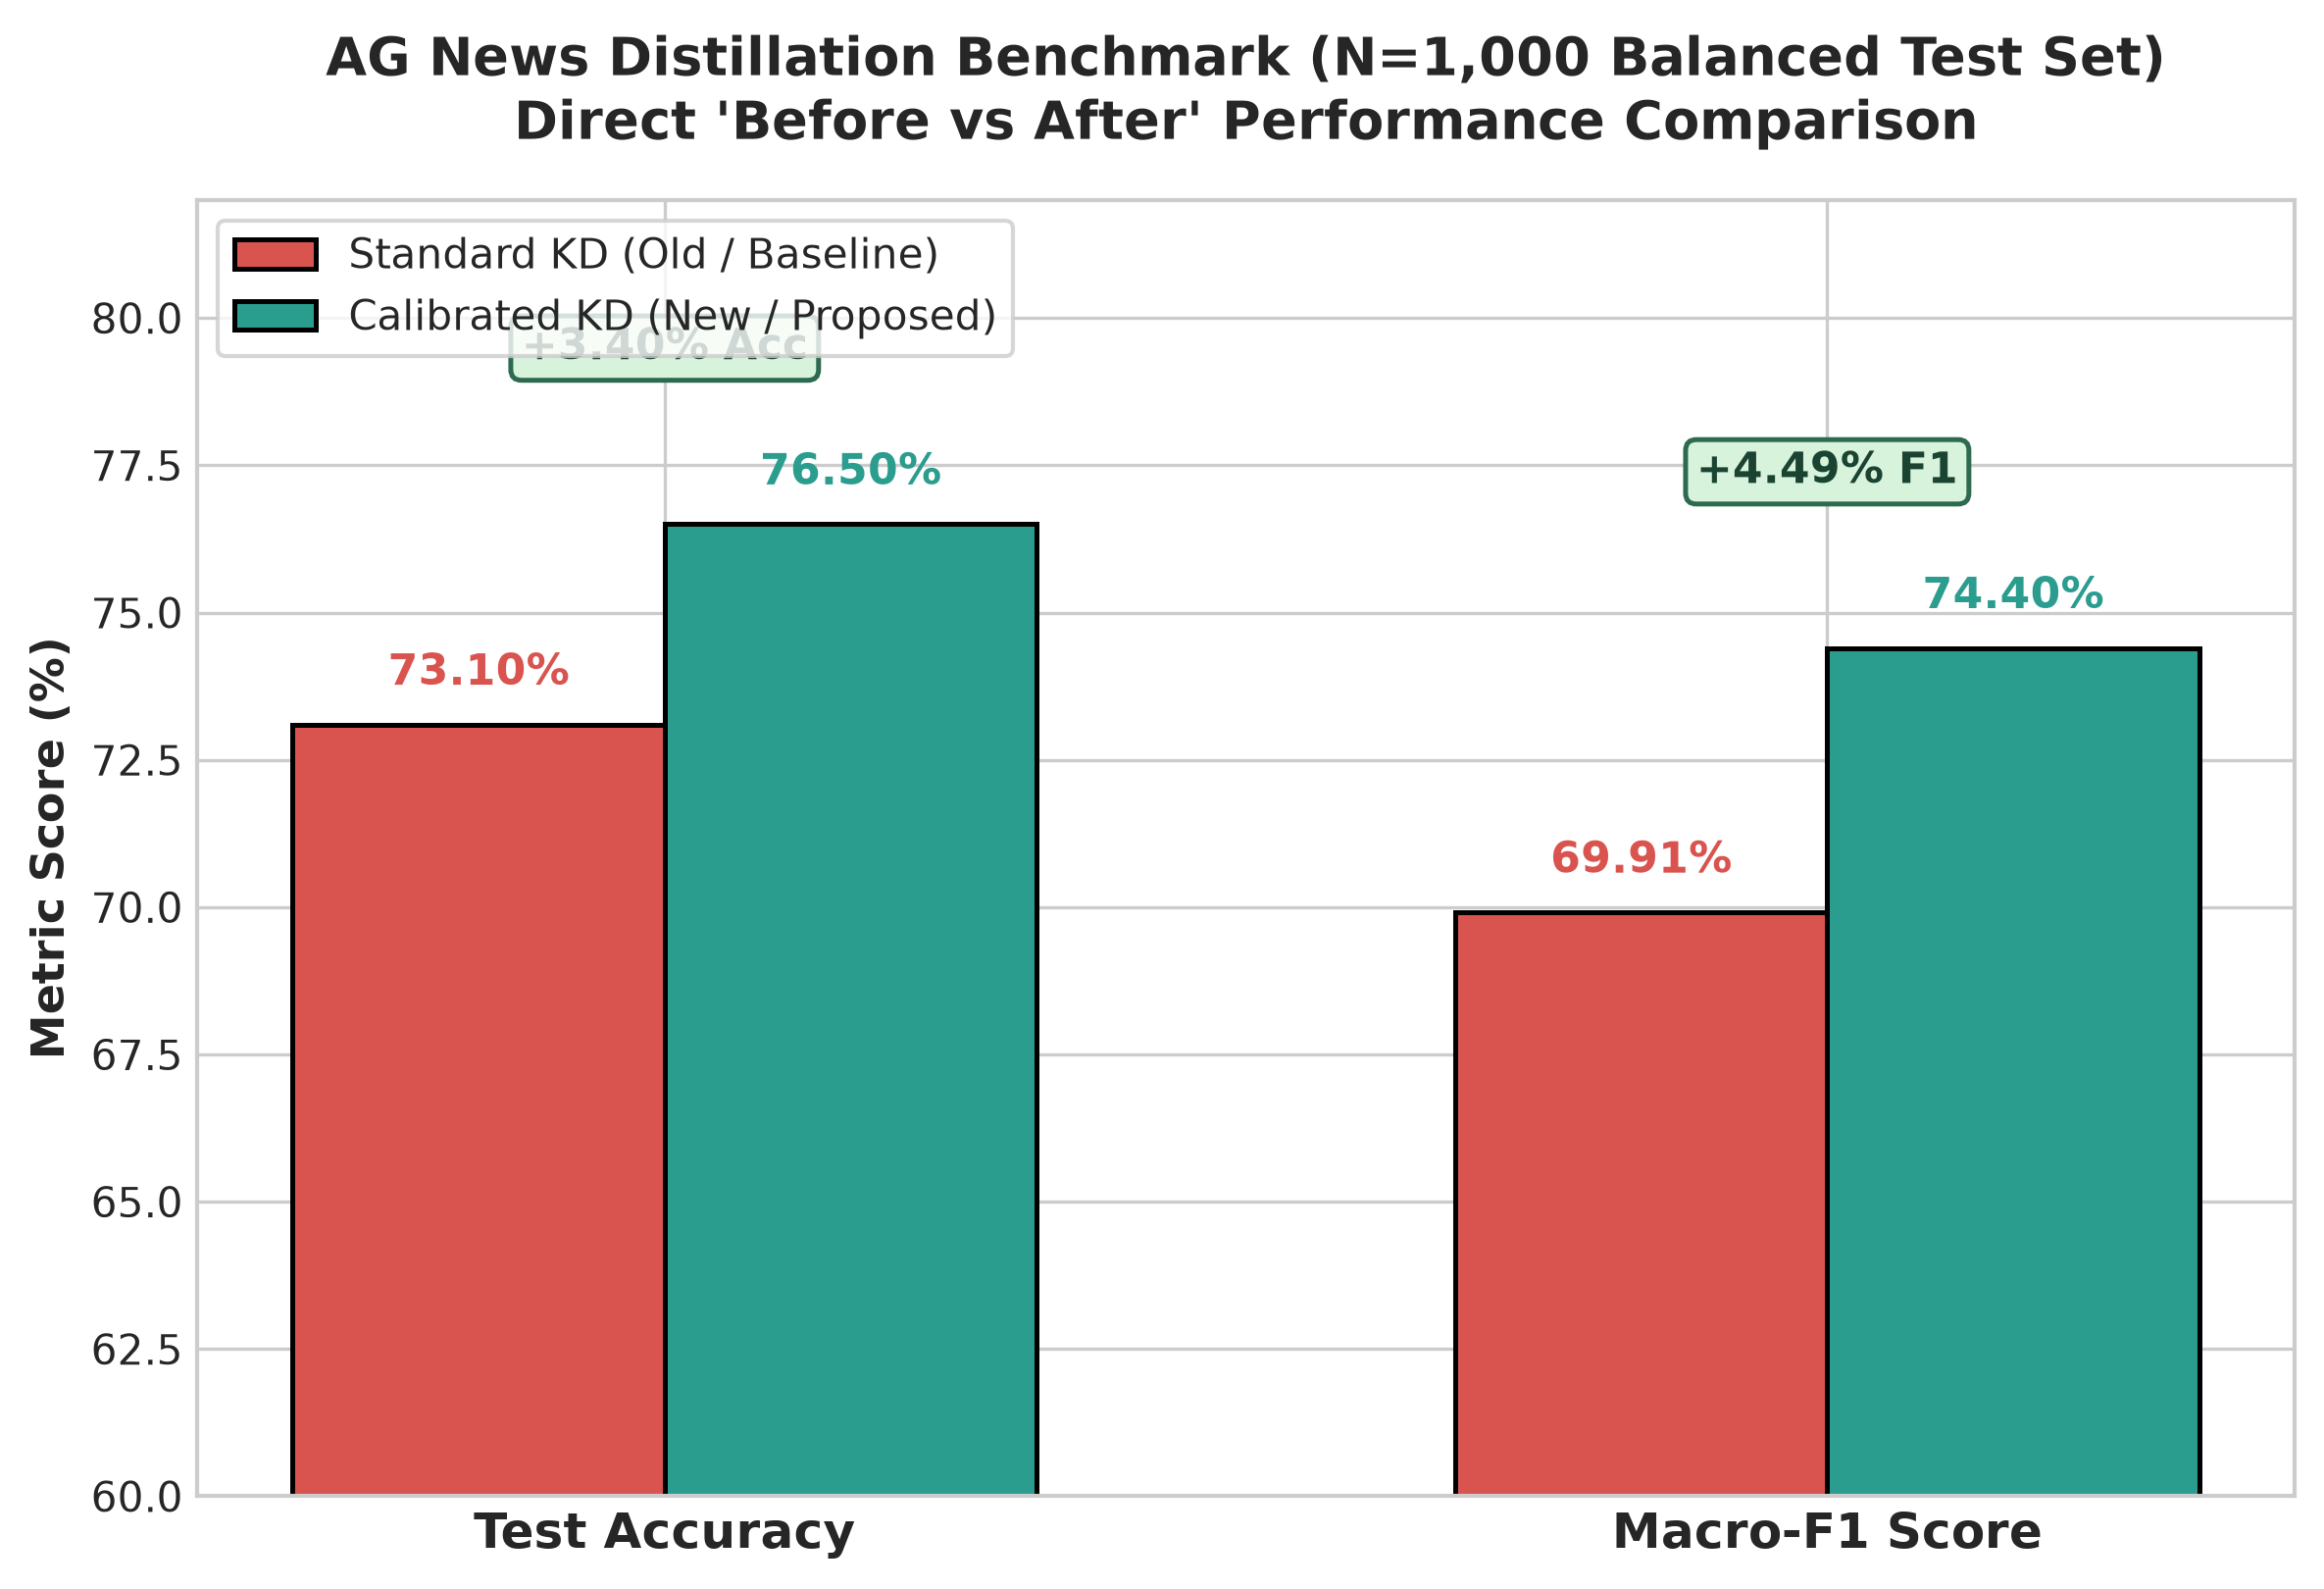 AG News Distillation Benchmark (N=1,000 Balanced Test Set)
Direct 'Before vs After' Performance Comparison
Standard KD (Old / Baseline)
Calibrated KD (New / Proposed)
+3.40% Acc
80.0
77.5
75.0
72.5
70.0
67.5
65.0
62.5
60.0
Metric Score (%)
76.50%
73.10%
+4.49% F1
74.40%
69.91%
Test Accuracy
Macro-F1 Score